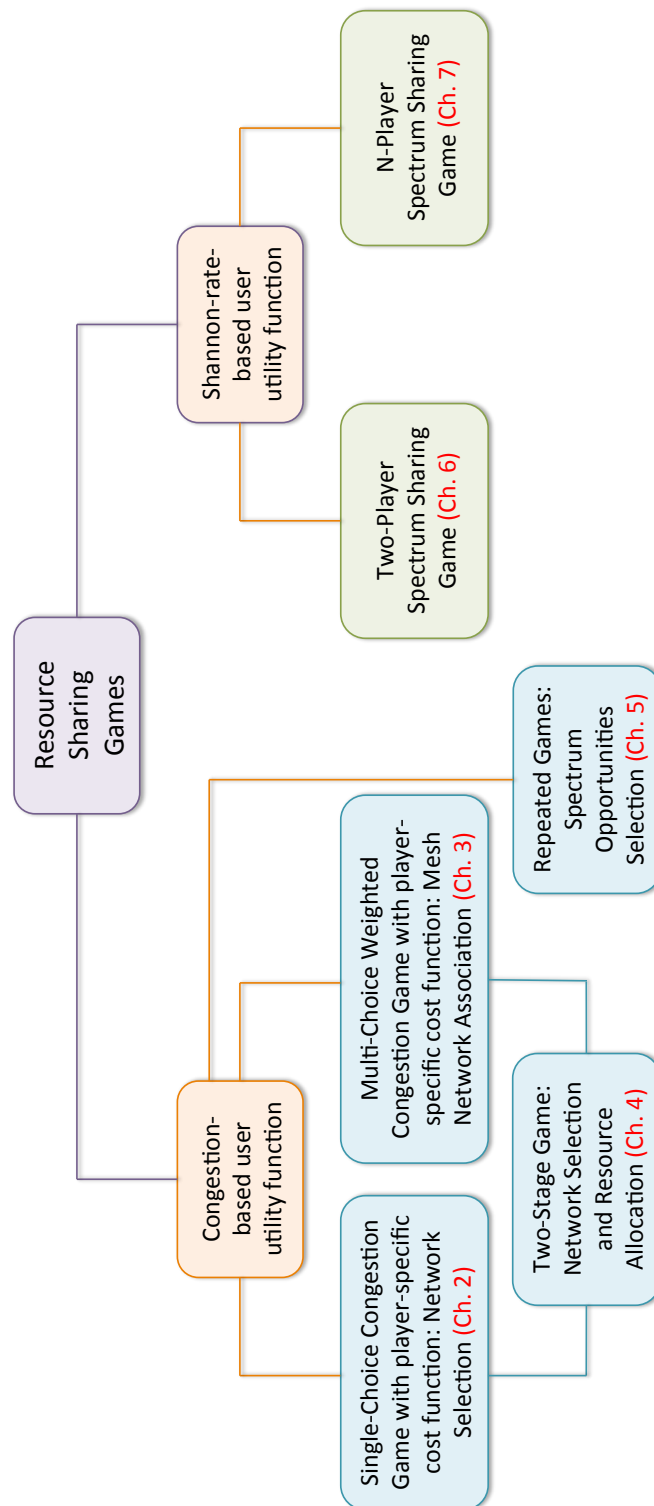 Resource
Sharing
Games
Congestion-
based user
utility function
Shannon-rate-
based user
utility function
Single-Choice Congestion
Game with player-specific
cost function: Network
Selection (Ch. 2)
Multi-Choice Weighted
Congestion Game with player-
specific cost function: Mesh
Network Association (Ch. 3)
Two-Player
Spectrum Sharing
Game (Ch. 6)
N-Player
Spectrum Sharing
Game (Ch. 7)
Two-Stage Game:
Network Selection
and Resource
Allocation (Ch. 4)
Repeated Games:
Spectrum
Opportunities
Selection (Ch. 5)